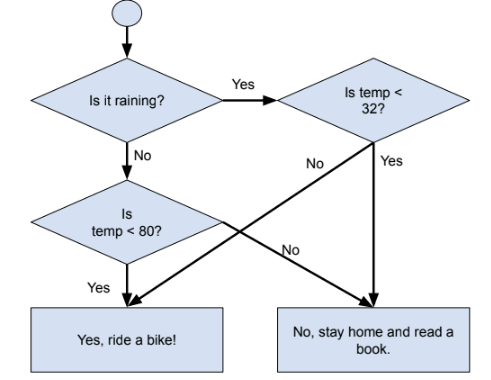 Yes
Is it raining?
Is temp <
32?
No
No
Yes
Is
temp < 80?
No
Yes
Yes, ride a bike!
No, stay home and read a
book.